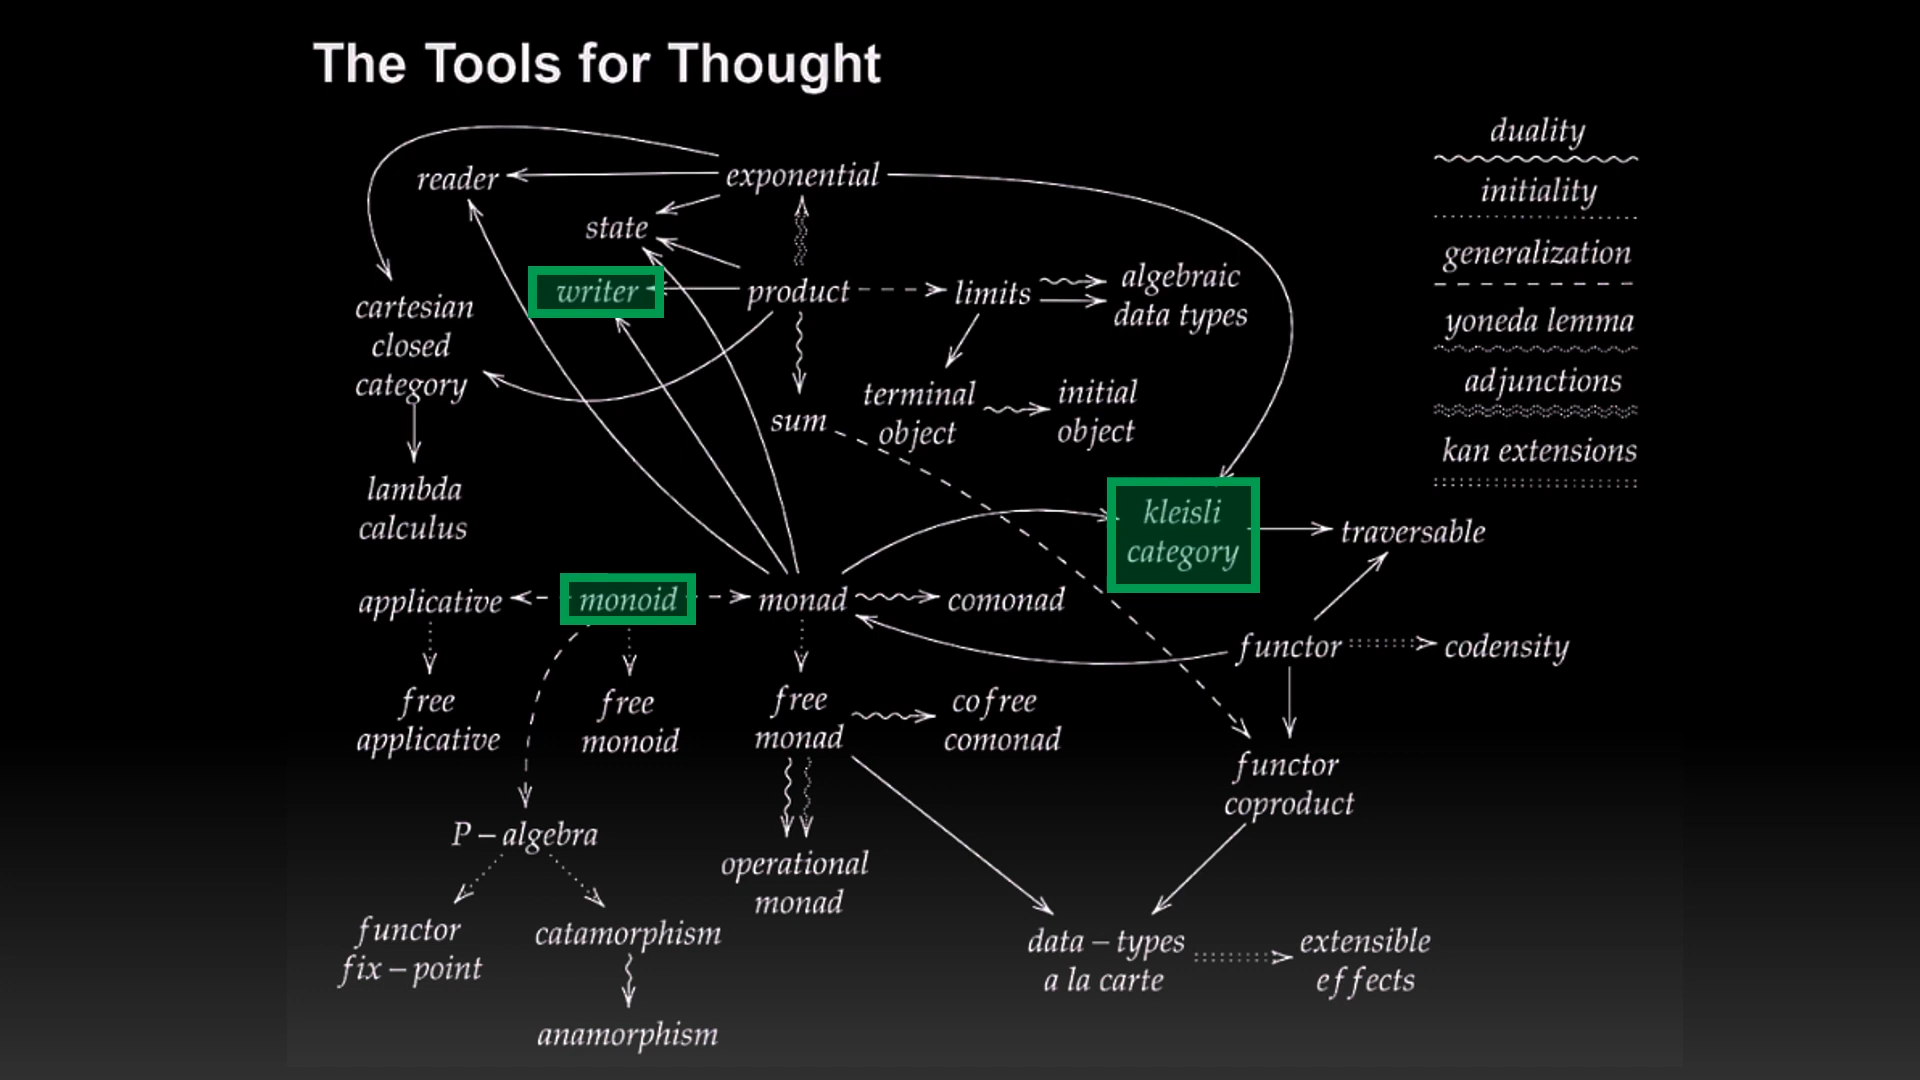 The Tools for Thought
duality
initiality
generalization
yoneda lemma
adjunctions
kan extensions
reader
exponential
state
writer
product
limits
algebraic
data types
cartesian
closed
category
sum
terminal
object
initial
object
lambda
calculus
kleisli
category
traversable
applicative
monoid
monad
comonad
functor
codensity
free
applicative
free
monoid
free
monad
cofree
comonad
functor
coproduct
P – algebra
operational
monad
functor
fix – point
catamorphism
data – types
a la carte
extensible
effects
anamorphism